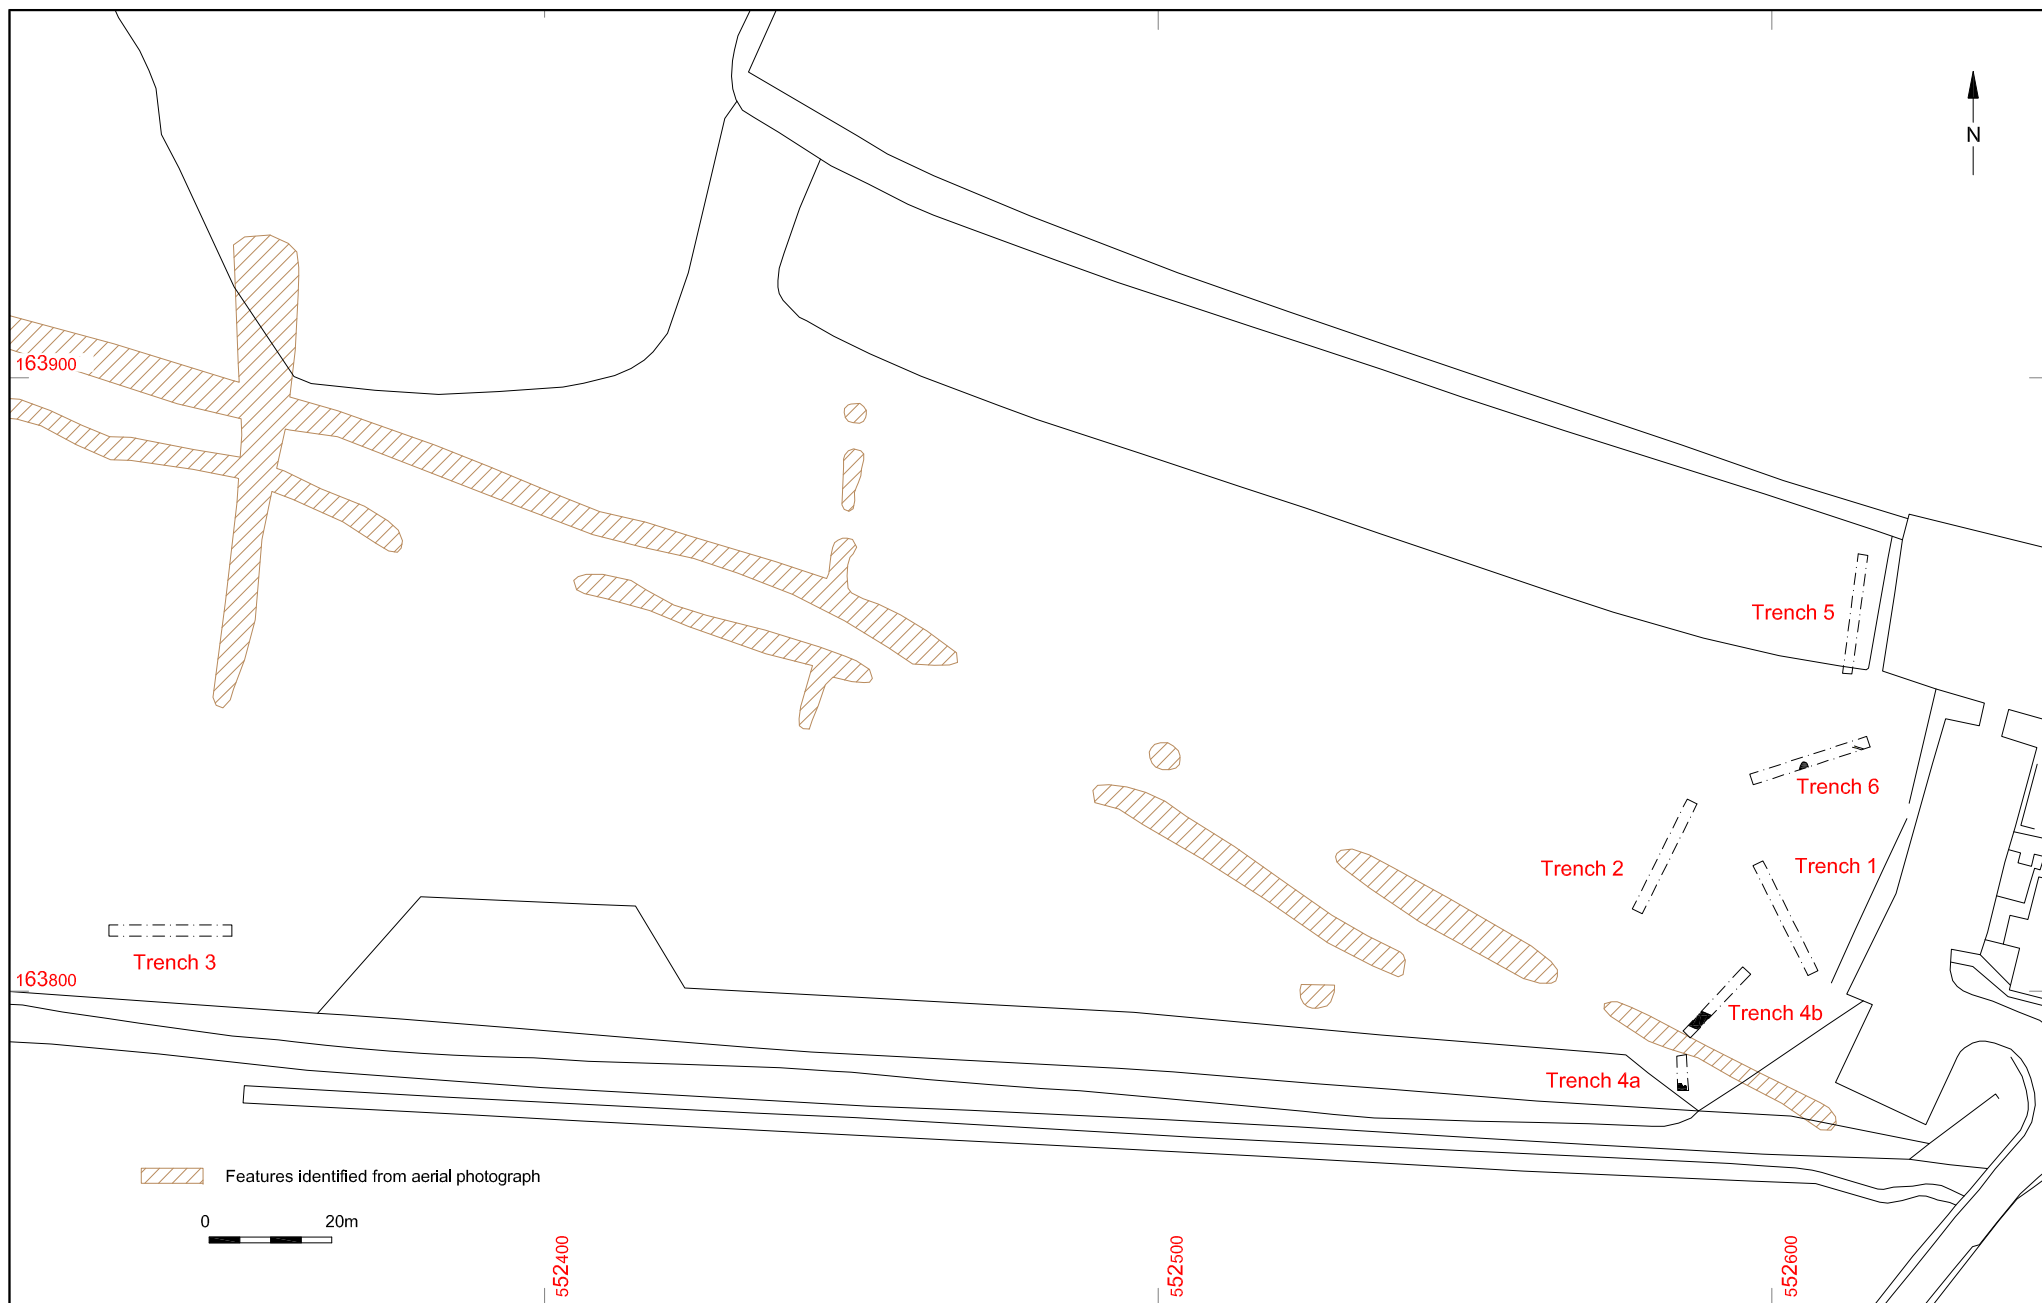 N
163900
Trench 5
Trench 6
Trench 2
Trench 1
Trench 3
163800
Trench 4b
Trench 4a
Features identified from aerial photograph
0 20m
552400
552500
552600